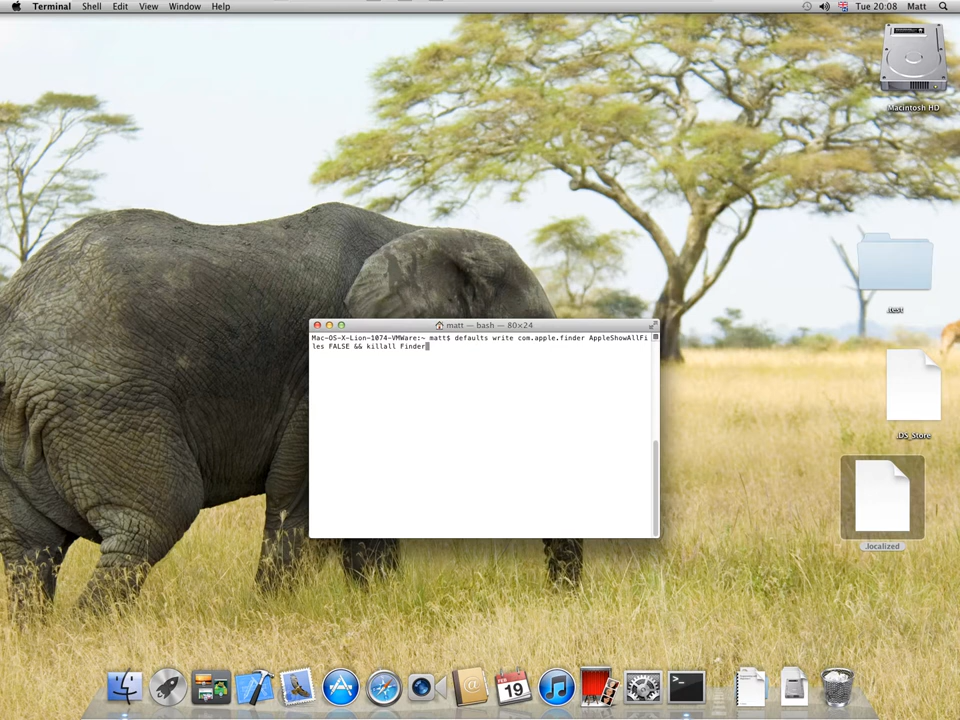 Terminal Shell Edit View Window Help Tue 20:08 Matt
Macintosh HD
.test
matt — bash — 80×24
Mac-OS-X-Lion-1074-VMWare:~ matt$ defaults write com.apple.finder AppleShowAllFi
les FALSE && killall Finder
.DS_Store
.localized
FEB
19
>_